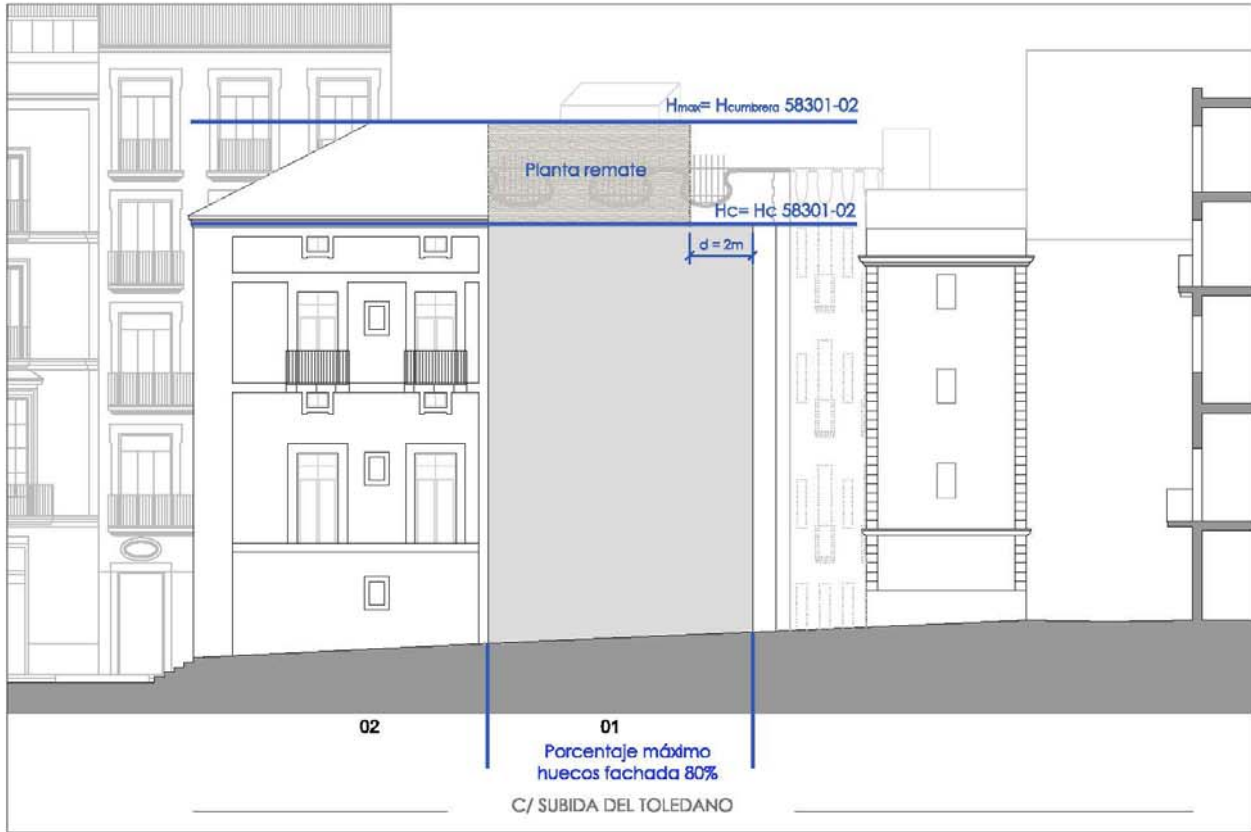 Hmax= Hcumbrera 58301-02
Planta remate
Hc= Hc 58301-02
d = 2m
02
01
Porcentaje máximo
huecos fachada 80%
C/ SUBIDA DEL TOLEDANO